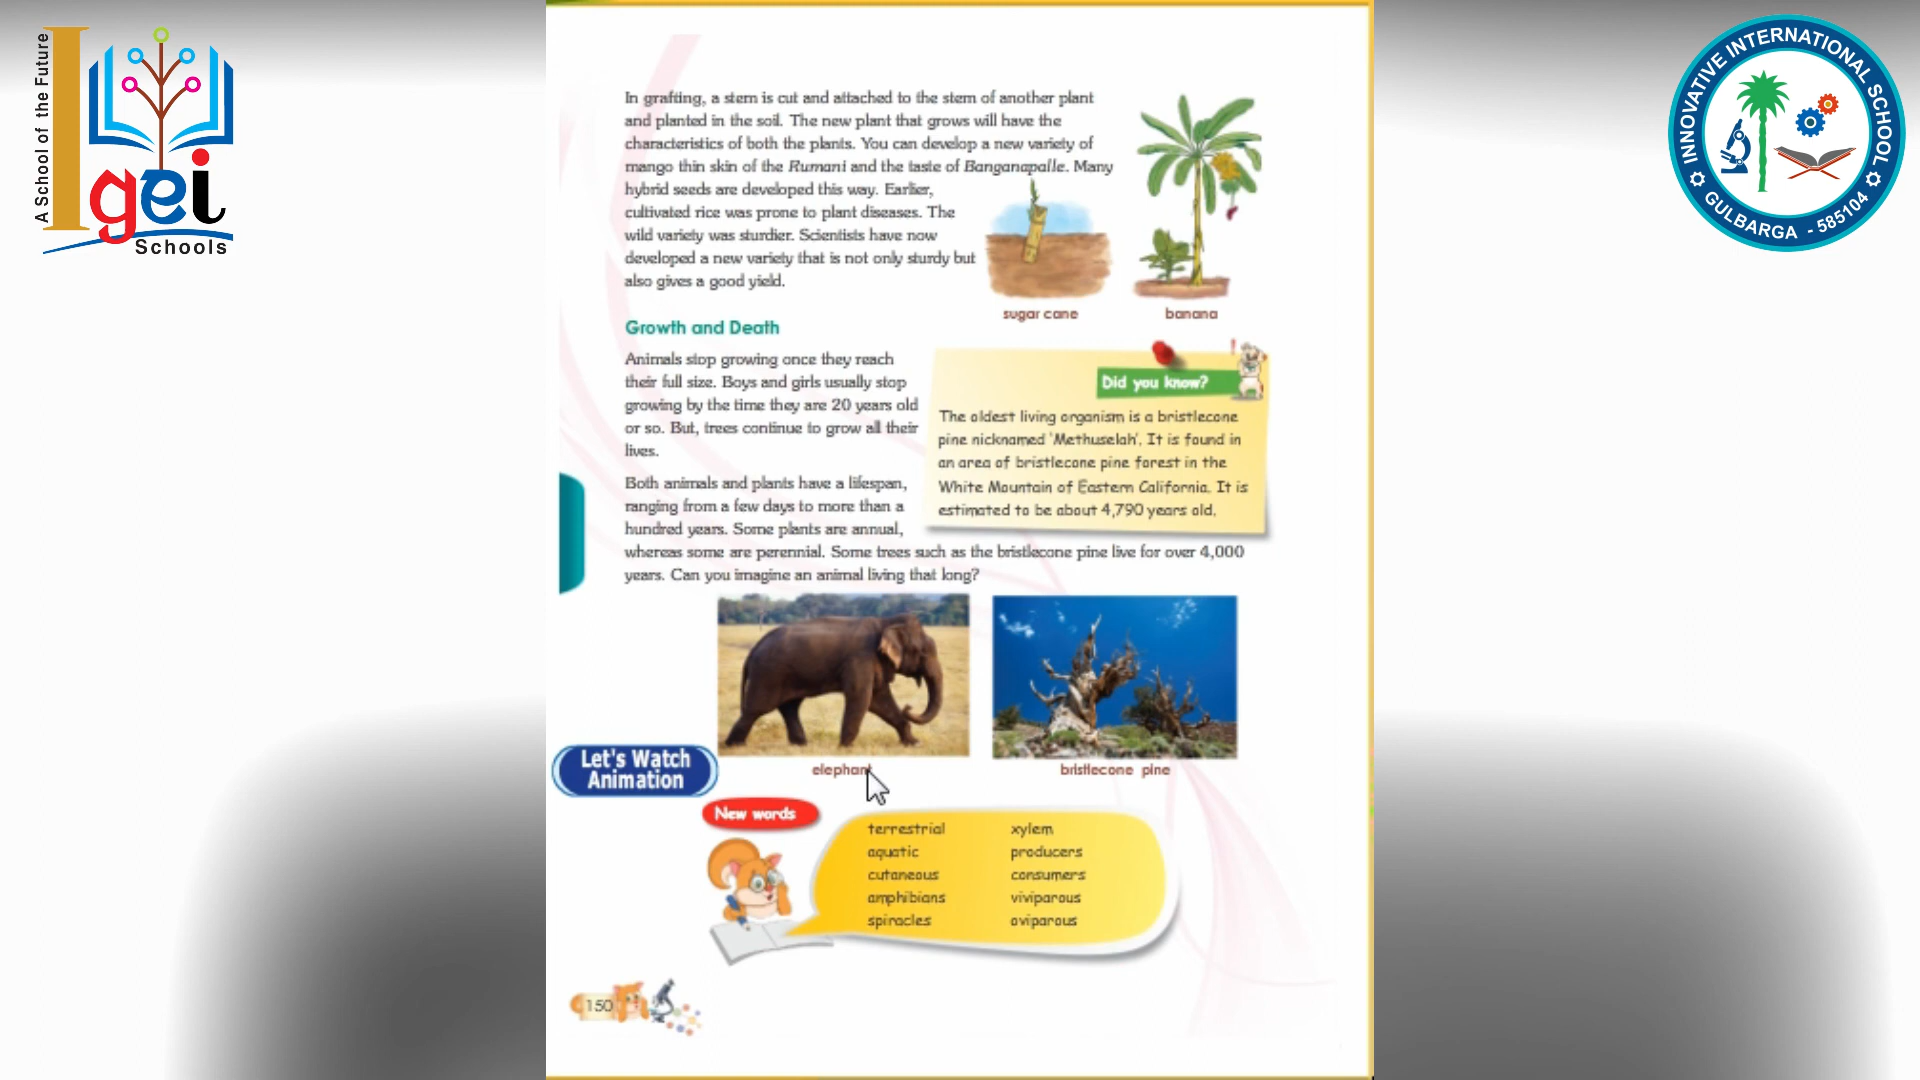 A School of the Future
Igei
Schools
INNOVATIVE INTERNATIONAL SCHOOL
GULBARGA - 585104
In grafting, a stem is cut and attached to the stem of another plant
and planted in the soil. The new plant that grows will have the
characteristics of both the plants. You can develop a new variety of
mango thin skin of the Rumani and the taste of Banganapalle. Many
hybrid seeds are developed this way. Earlier,
cultivated rice was prone to plant diseases. The
wild variety was sturdier. Scientists have now
developed a new variety that is not only sturdy but
also gives a good yield.
sugar cane
banana
Growth and Death
Animals stop growing once they reach
their full size. Boys and girls usually stop
growing by the time they are 20 years old
or so. But, trees continue to grow all their
lives.
Did you know?
The oldest living organism is a bristlecone
pine nicknamed 'Methuselah'. It is found in
an area of bristlecone pine forest in the
White Mountain of Eastern California. It is
estimated to be about 4,790 years old.
Both animals and plants have a lifespan,
ranging from a few days to more than a
hundred years. Some plants are annual,
whereas some are perennial. Some trees such as the bristlecone pine live for over 4,000
years. Can you imagine an animal living that long?
elephant
bristlecone pine
Let's Watch
Animation
New words
terrestrial
aquatic
cutaneous
amphibians
spiracles
xylem
producers
consumers
viviparous
oviparous
150